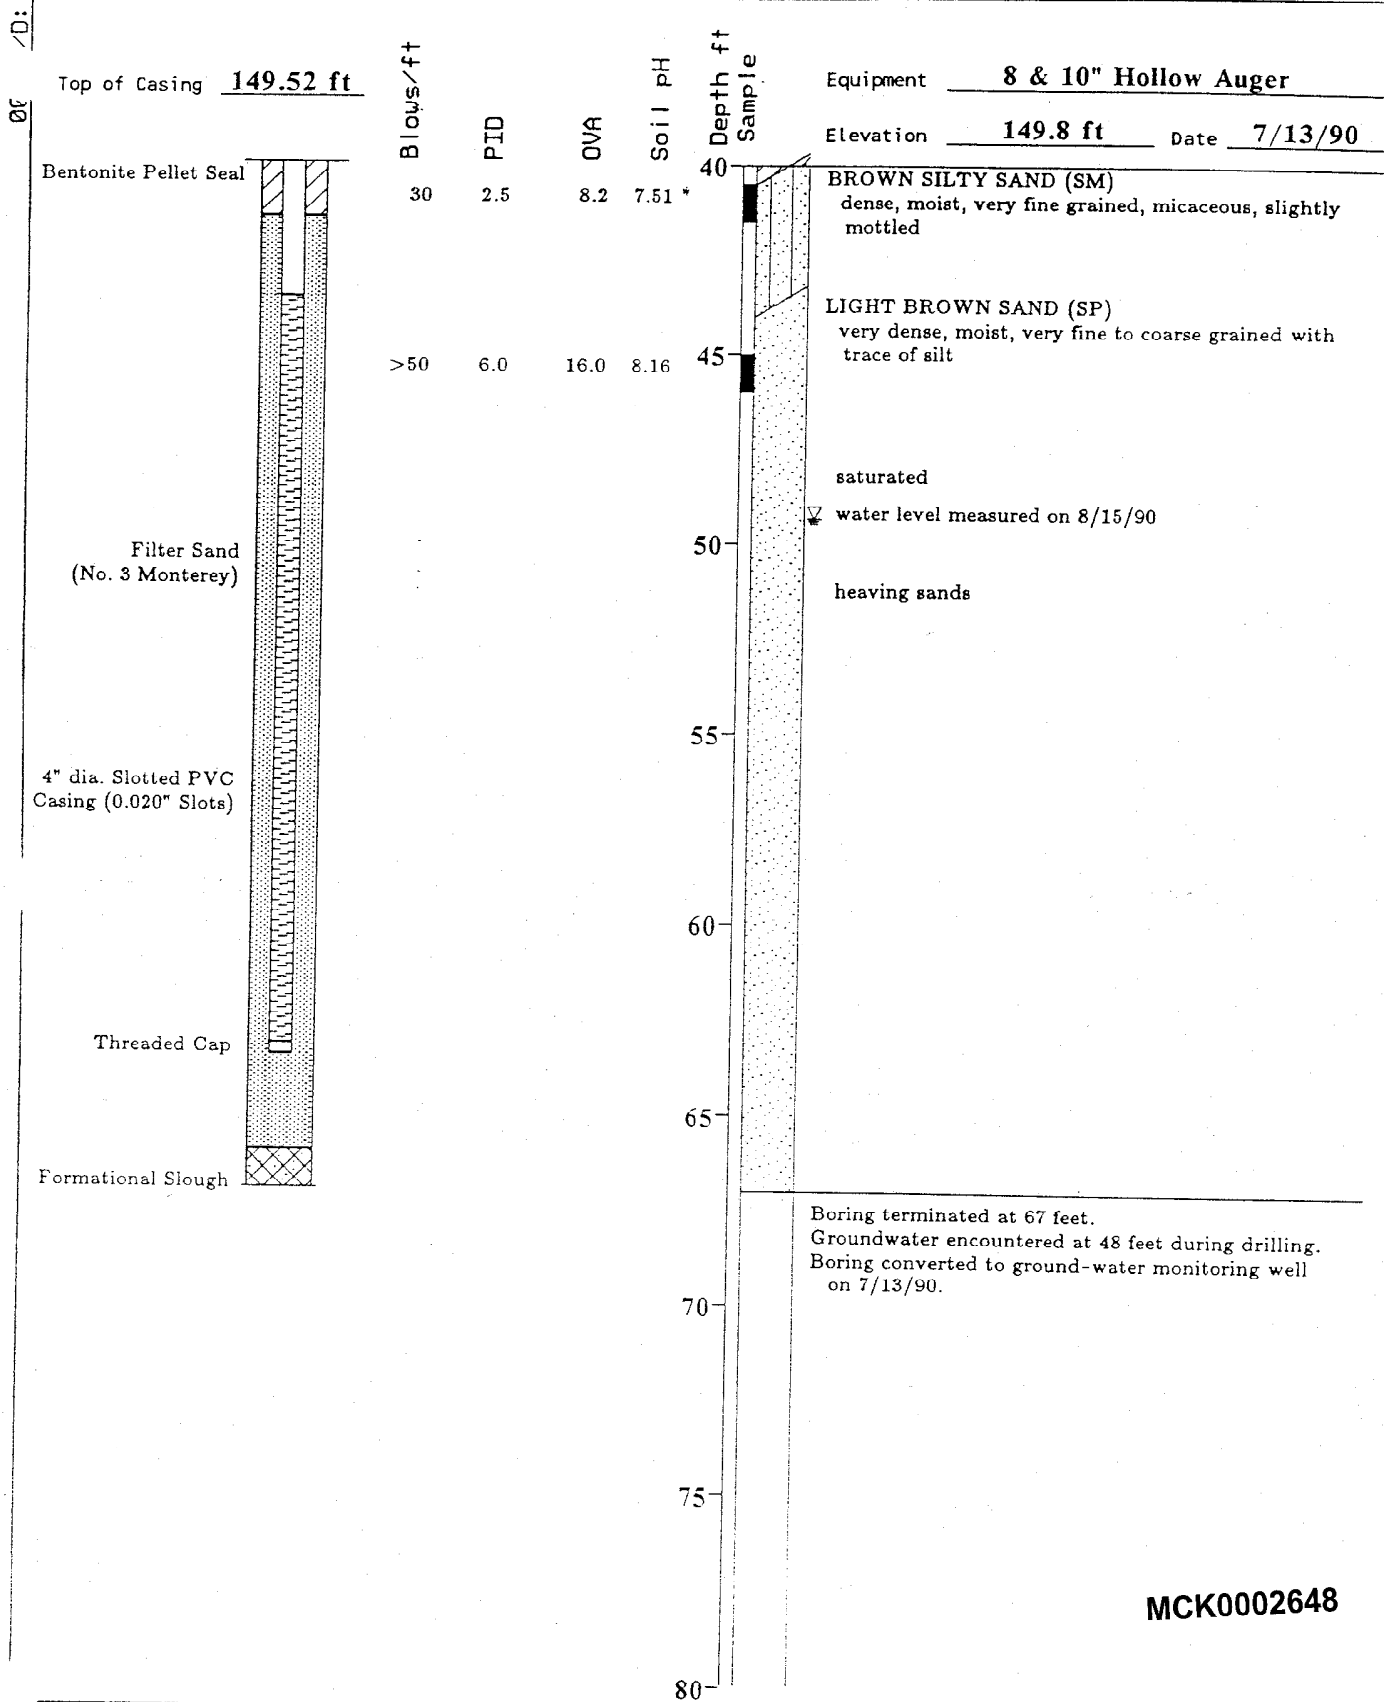 /D:
Top of Casing 149.52 ft
Blows/ft
PID
OVA
Soil pH
Depth ft
Sample
Equipment 8 & 10" Hollow Auger
Elevation 149.8 ft Date 7/13/90
Bentonite Pellet Seal
40
30 2.5 8.2 7.51 *
BROWN SILTY SAND (SM)
dense, moist, very fine grained, micaceous, slightly
mottled
LIGHT BROWN SAND (SP)
very dense, moist, very fine to coarse grained with
trace of silt
>50 6.0 16.0 8.16 45
saturated
water level measured on 8/15/90
50
Filter Sand
(No. 3 Monterey)
heaving sands
55
4" dia. Slotted PVC
Casing (0.020" Slots)
60
Threaded Cap
65
Formational Slough
Boring terminated at 67 feet.
Groundwater encountered at 48 feet during drilling.
Boring converted to ground-water monitoring well
on 7/13/90.
70
75
MCK0002648
80